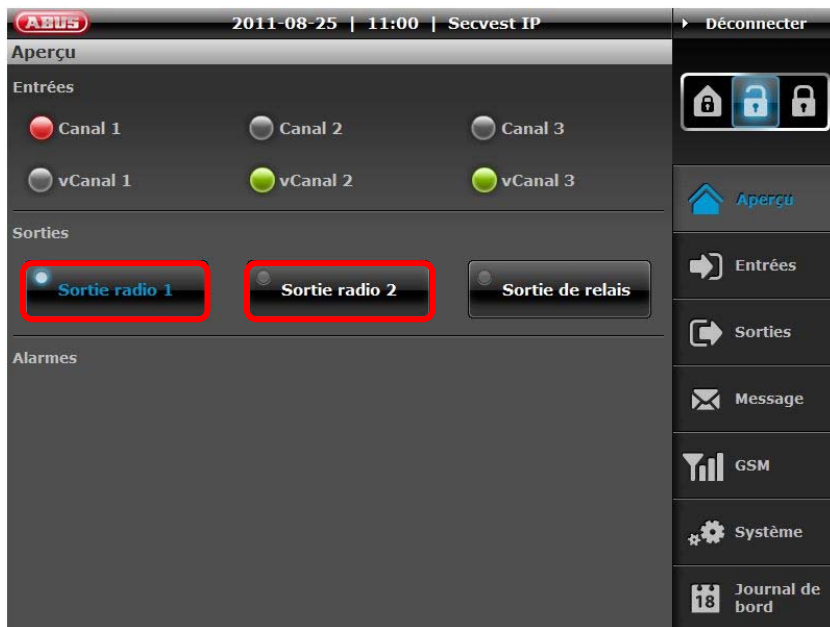 ABUS
2011-08-25 | 11:00 | Secvest IP
Déconnecter
Aperçu
Entrées
Canal 1
Canal 2
Canal 3
vCanal 1
vCanal 2
vCanal 3
Sorties
Sortie radio 1
Sortie radio 2
Sortie de relais
Alarmes
Aperçu
Entrées
Sorties
Message
GSM
Système
18
Journal de
bord